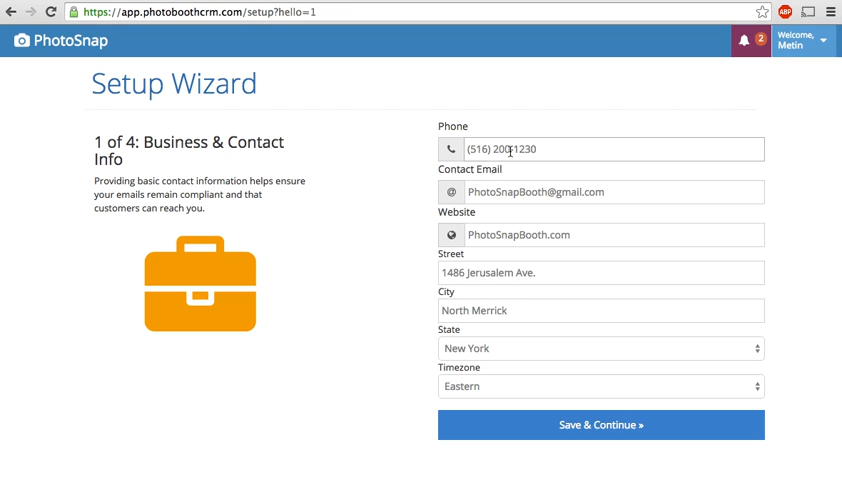 https://app.photoboothcrm.com/setup?hello=1
ABP
PhotoSnap
2
Welcome,
Metin
Setup Wizard
1 of 4: Business & Contact
Info
Providing basic contact information helps ensure
your emails remain compliant and that
customers can reach you.
Phone
(516) 200-1230
Contact Email
@ PhotoSnapBooth@gmail.com
Website
PhotoSnapBooth.com
Street
1486 Jerusalem Ave.
City
North Merrick
State
New York
Timezone
Eastern
Save & Continue »